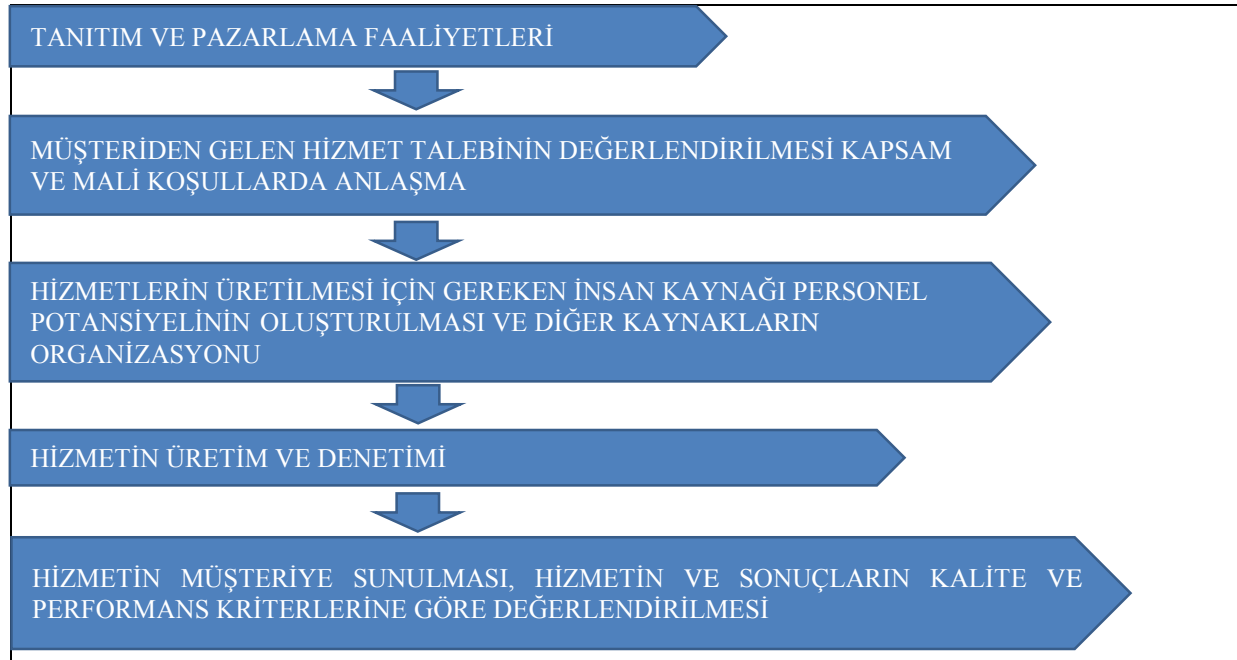 TANITIM VE PAZARLAMA FAALİYETLERİ
MÜŞTERİDEN GELEN HİZMET TALEBİNİN DEĞERLENDİRİLMESİ KAPSAM
VE MALİ KOŞULLARDA ANLAŞMA
HİZMETLERİN ÜRETİLMESİ İÇİN GEREKEN İNSAN KAYNAĞI PERSONEL
POTANSİYELİNİN OLUŞTURULMASI VE DİĞER KAYNAKLARIN
ORGANİZASYONU
HİZMETİN ÜRETİM VE DENETİMİ
HİZMETİN MÜŞTERİYE SUNULMASI, HİZMETİN VE SONUÇLARIN KALİTE VE
PERFORMANS KRİTERLERİNE GÖRE DEĞERLENDİRİLMESİ